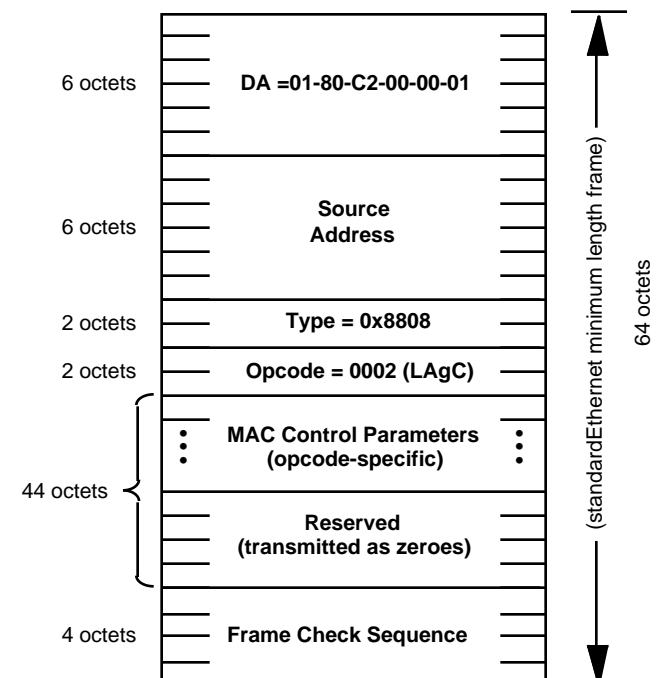 6 octets
DA =01-80-C2-00-00-01
6 octets
Source
Address
2 octets
Type = 0x8808
2 octets
Opcode = 0002 (LAgC)
44 octets
MAC Control Parameters
(opcode-specific)
Reserved
(transmitted as zeroes)
4 octets
Frame Check Sequence
(standardEthernet minimum length frame)
64 octets